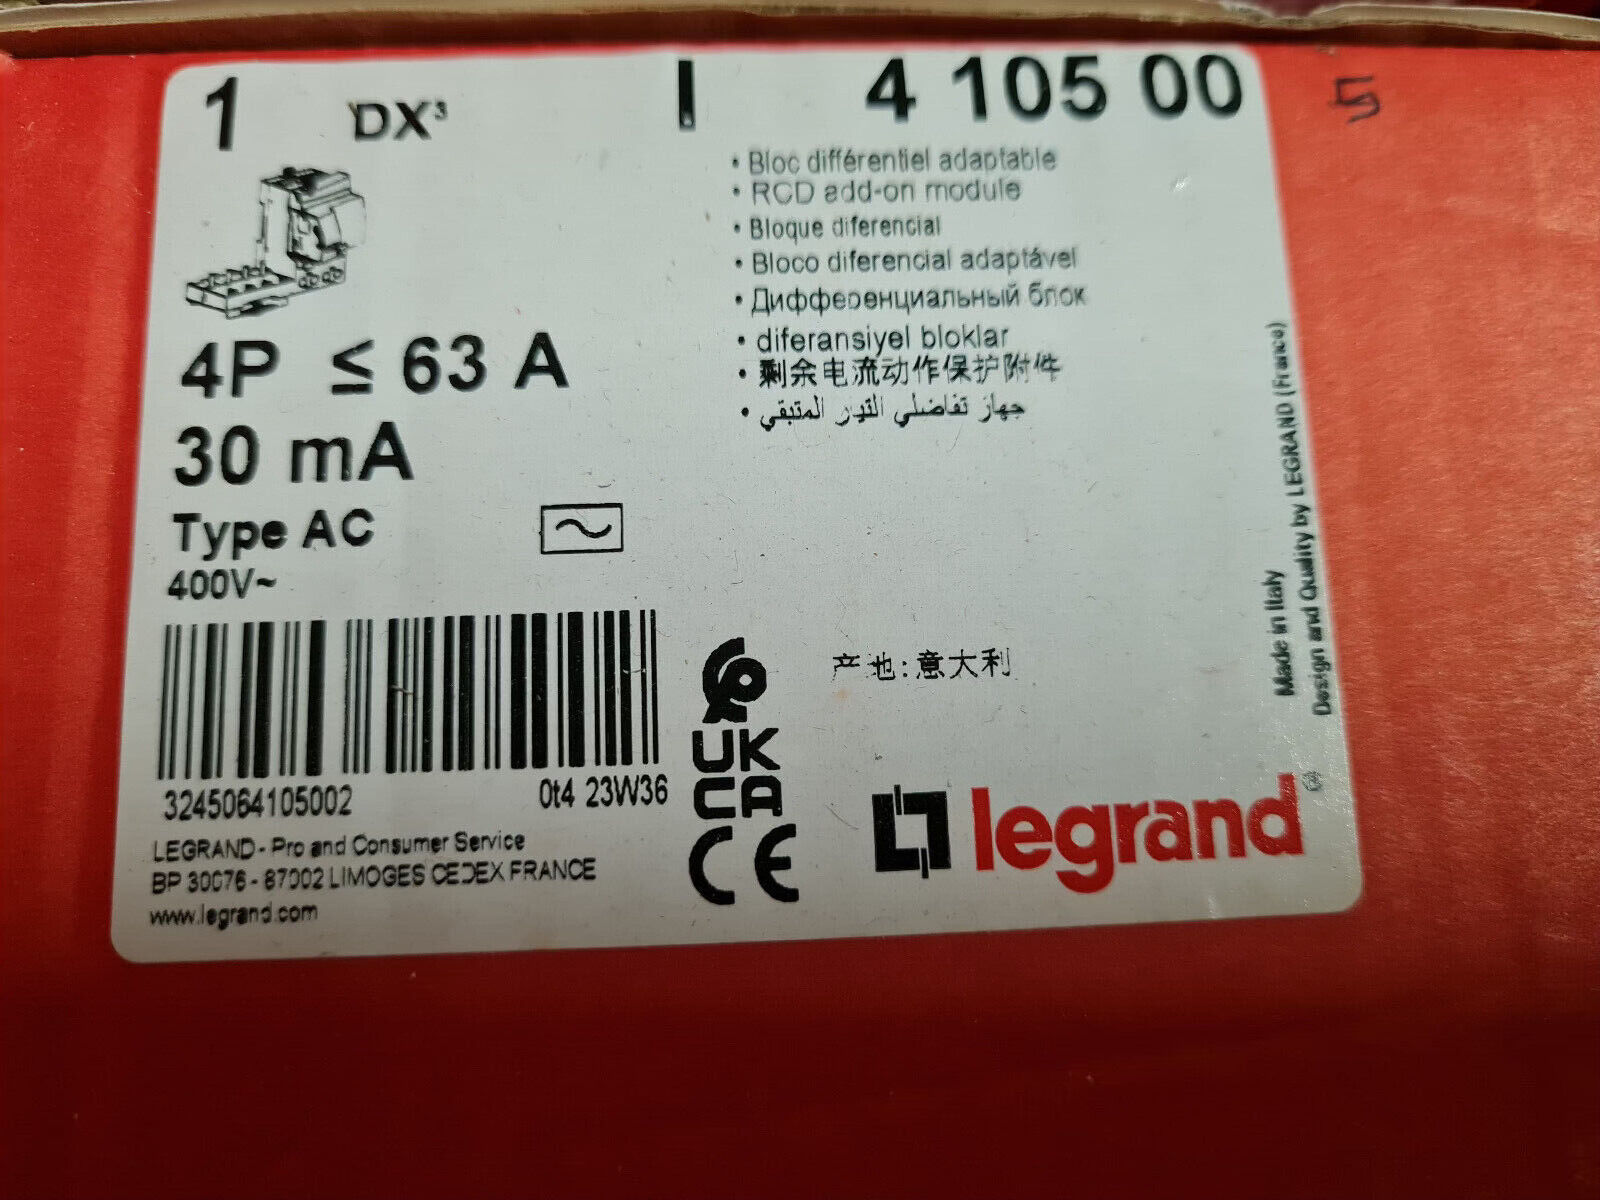 1 DX³ I 4 105 00
• Bloc différentiel adaptable
• RCD add-on module
• Bloque diferencial
• Bloco diferencial adaptável
• Дифференциальный блок
• diferansiyel bloklar
• 剩余电流动作保护附件
• جهاز تفاضلي التيار المتبقي
4P ≤ 63 A
30 mA
Type AC
400V~
3245064105002 0t4 23W36
LEGRAND - Pro and Consumer Service
BP 30076 - 87002 LIMOGES CEDEX FRANCE
www.legrand.com
UK
CA
CE
产地:意大利
legrand®
Made in Italy
Design and Quality by LEGRAND (France)
5